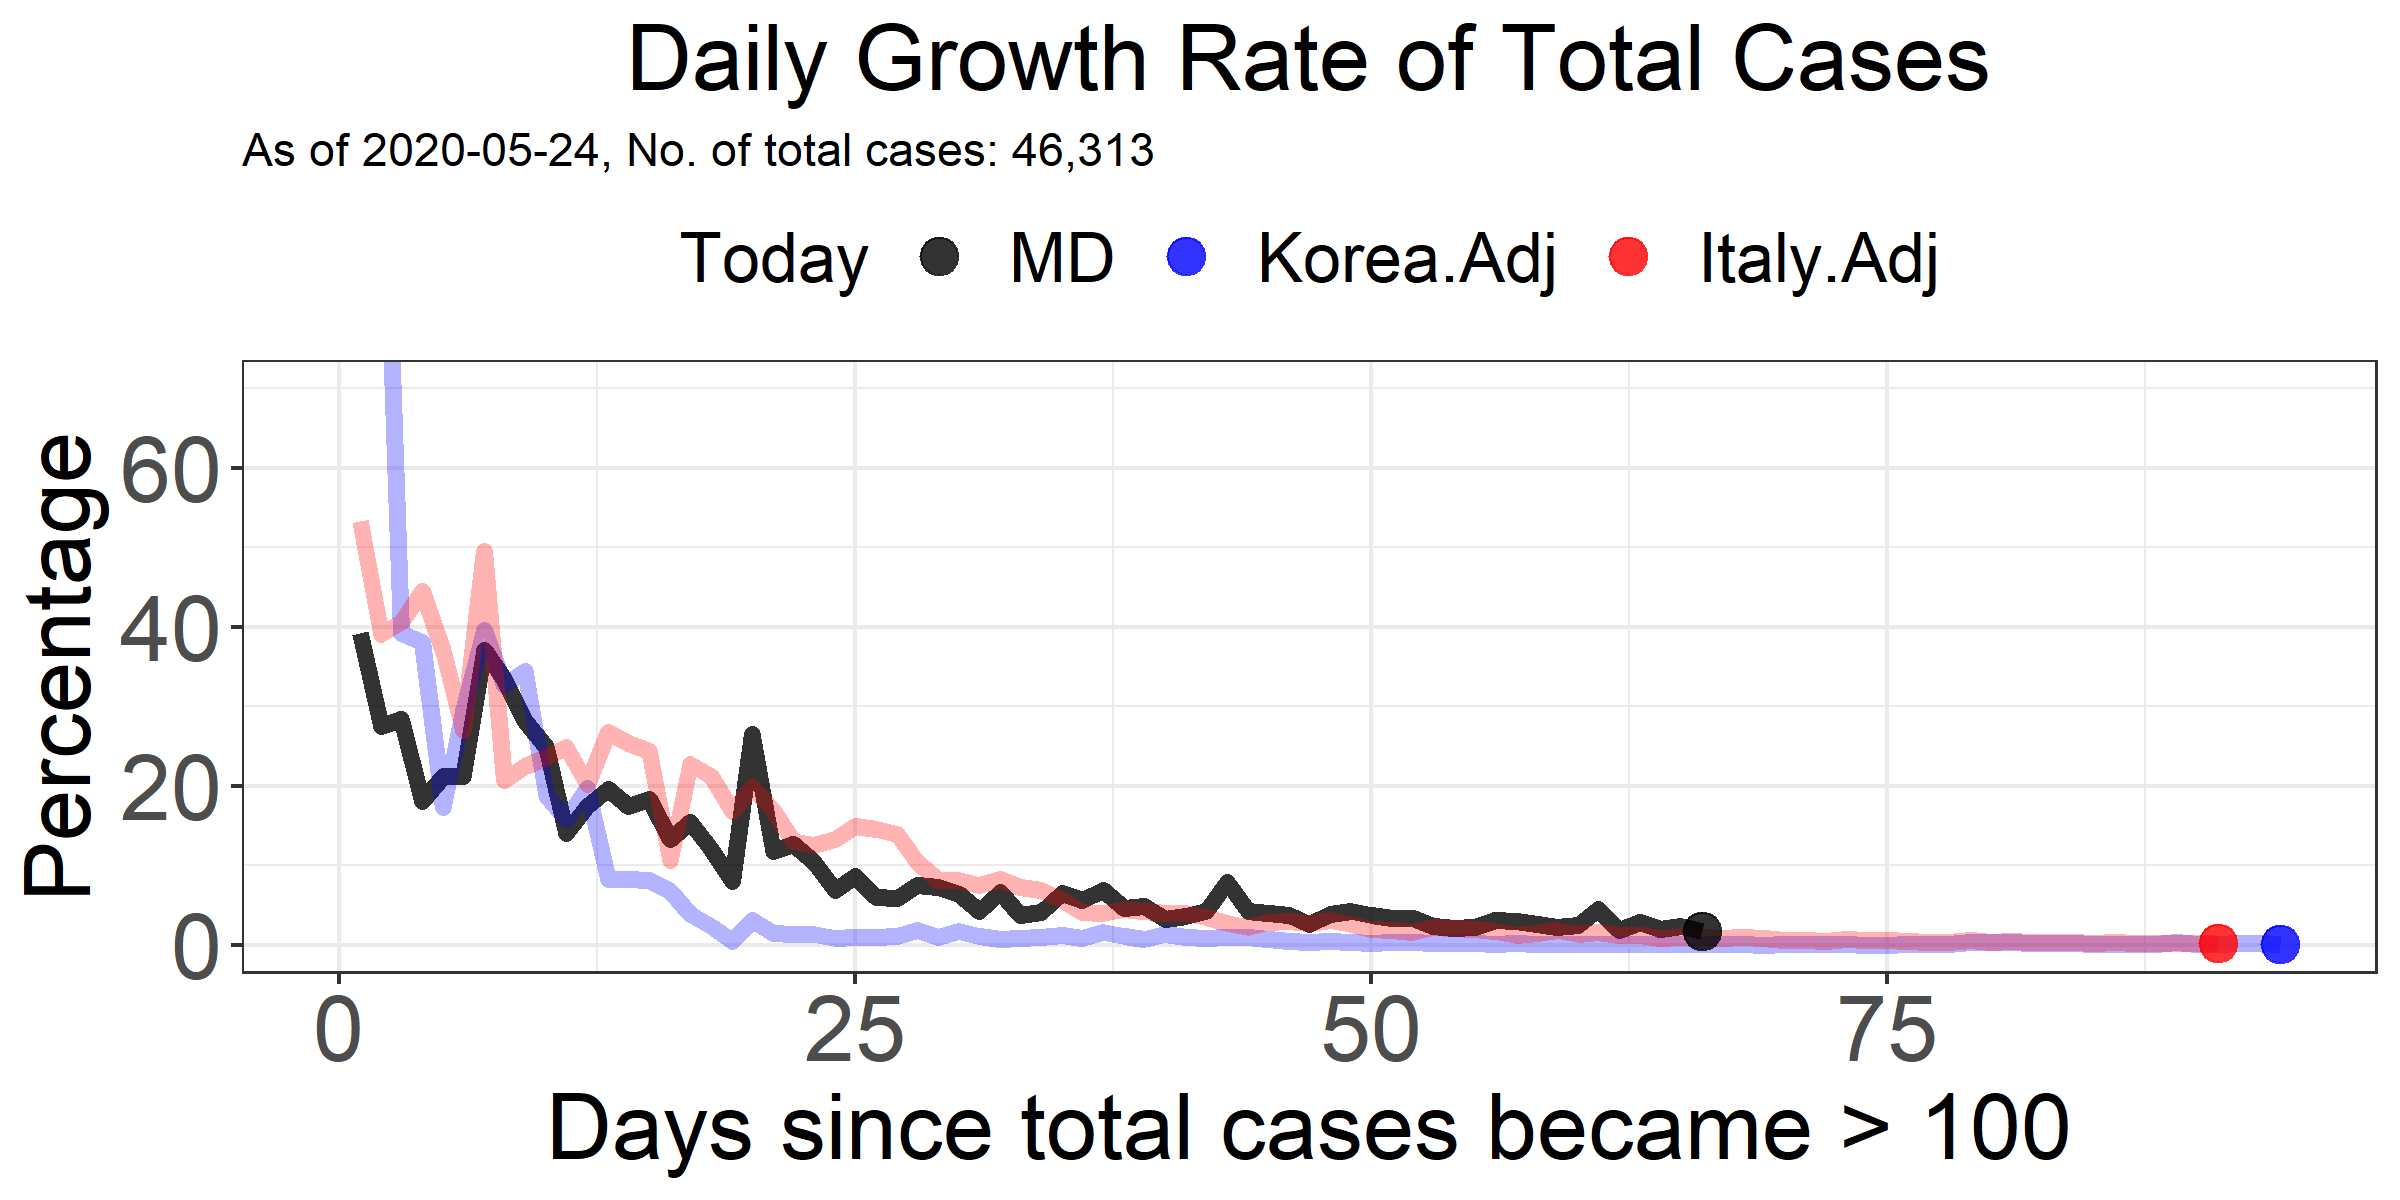 Daily Growth Rate of Total Cases
As of 2020-05-24, No. of total cases: 46,313
Today MD Korea.Adj Italy.Adj
Percentage
60
40
20
0
0 25 50 75
Days since total cases became > 100